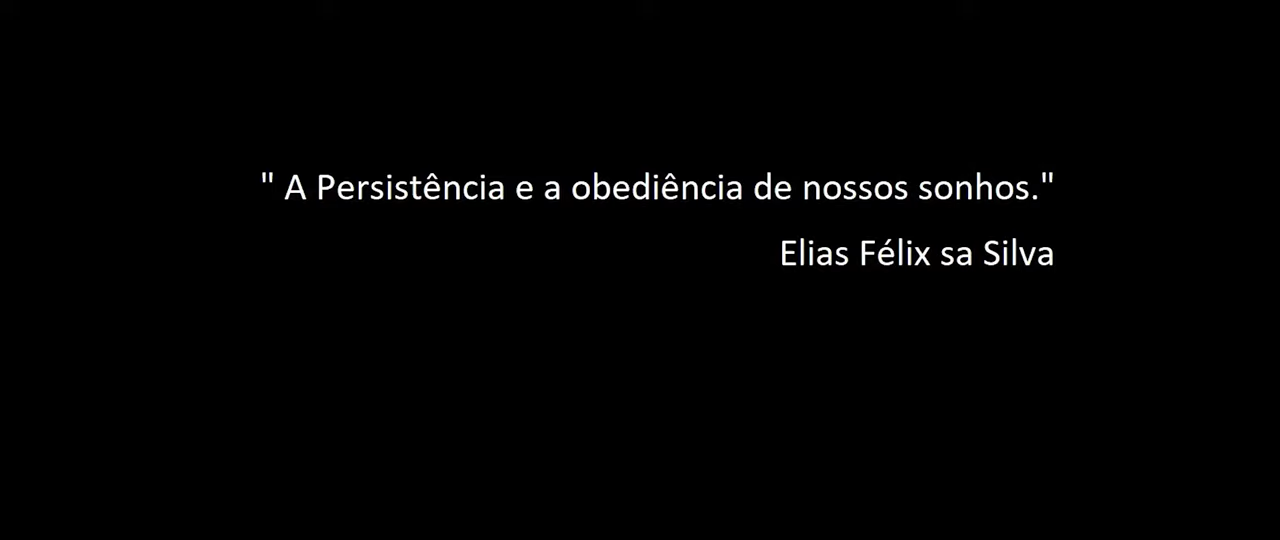 " A Persistência e a obediência de nossos sonhos."
Elias Félix sa Silva